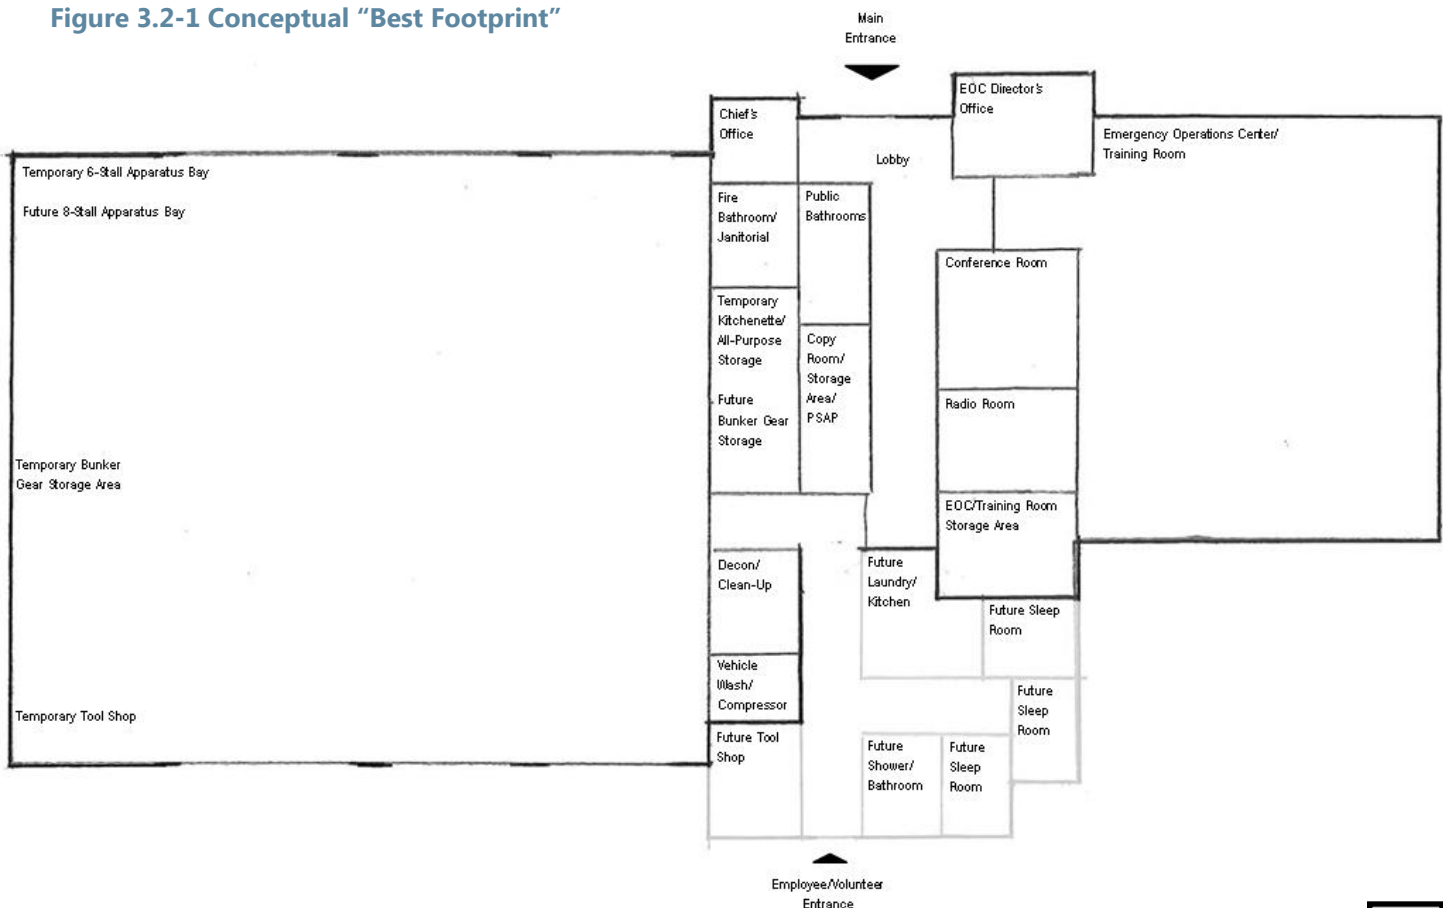 Figure 3.2-1 Conceptual “Best Footprint”
Main
Entrance
EOC Director's
Office
Chief's
Office
Emergency Operations Center/
Training Room
Lobby
Temporary 6-Stall Apparatus Bay
Future 8-Stall Apparatus Bay
Fire
Bathroom/
Janitorial
Public
Bathrooms
Conference Room
Temporary
Kitchenette/
All-Purpose
Storage
Future
Bunker Gear
Storage
Copy
Room/
Storage
Area/
PSAP
Radio Room
Temporary Bunker
Gear Storage Area
EOC/Training Room
Storage Area
Decon/
Clean-Up
Future
Laundry/
Kitchen
Future Sleep
Room
Vehicle
Wash/
Compressor
Future
Sleep
Room
Temporary Tool Shop
Future Tool
Shop
Future
Shower/
Bathroom
Future
Sleep
Room
Employee/Volunteer
Entrance